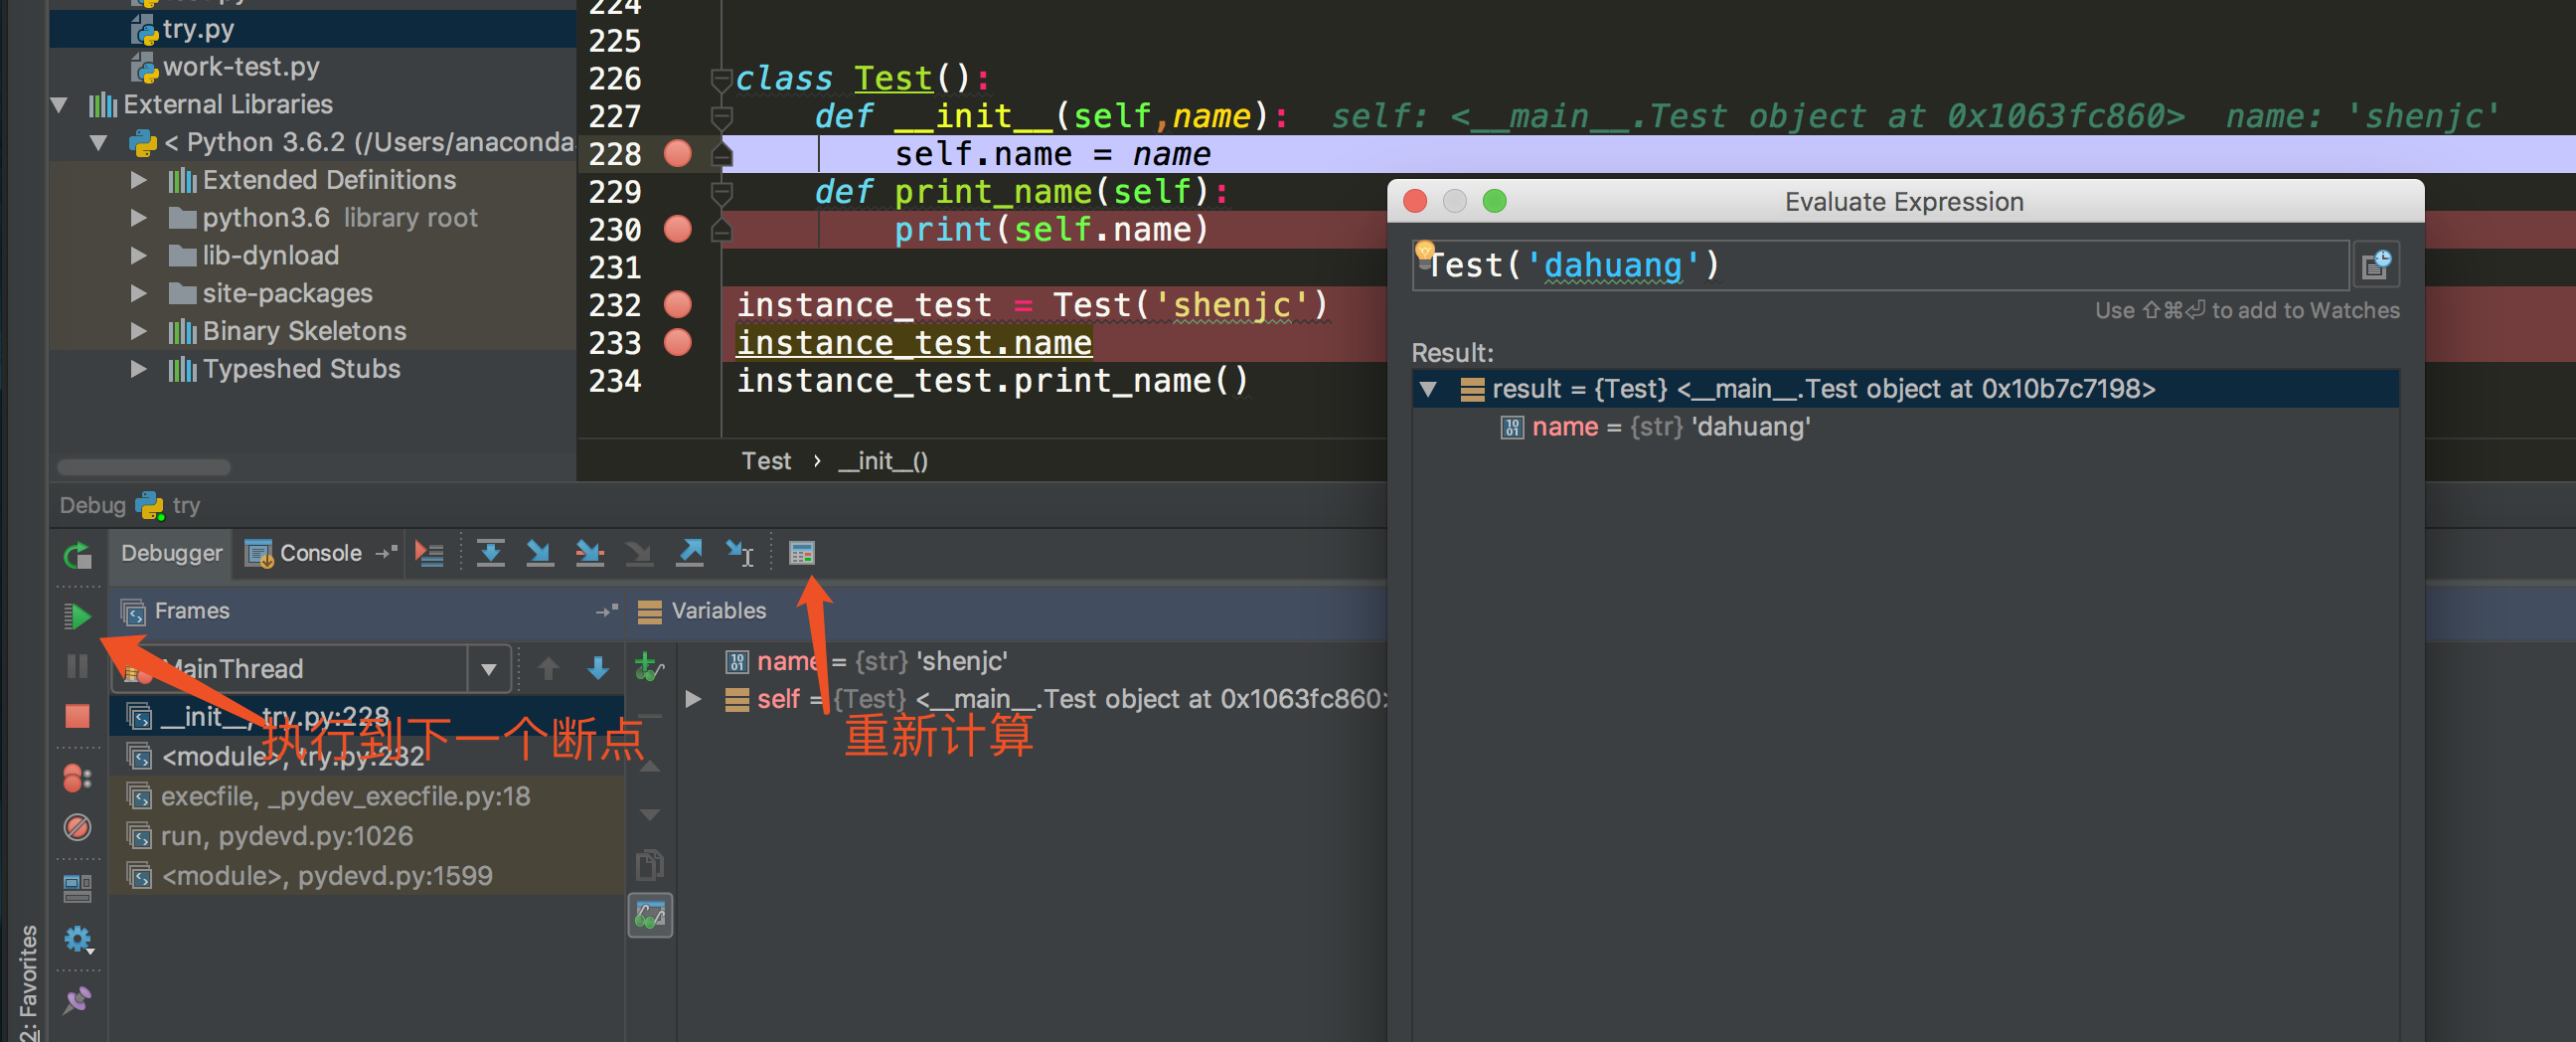 224
try.py
225
work-test.py
226 class Test():
External Libraries
227 def __init__(self,name): self: <__main__.Test object at 0x1063fc860> name: 'shenjc'
< Python 3.6.2 (/Users/anaconda
228 self.name = name
Extended Definitions
229 def print_name(self):
python3.6 library root
230 print(self.name)
lib-dynload
231
site-packages
232 instance_test = Test('shenjc')
Binary Skeletons
233 instance_test.name
Typeshed Stubs
234 instance_test.print_name()
Test › __init__()
Evaluate Expression
Test('dahuang')
Use ⇧⌘⏎ to add to Watches
Result:
result = {Test} <__main__.Test object at 0x10b7c7198>
name = {str} 'dahuang'
Debug try
Debugger Console
Frames
Variables
MainThread
name = {str} 'shenjc'
self = {Test} <__main__.Test object at 0x1063fc860>
__init__, try.py:228
执行到下一个断点
重新计算
<module>, try.py:232
execfile, _pydev_execfile.py:18
run, pydevd.py:1026
<module>, pydevd.py:1599
2: Favorites